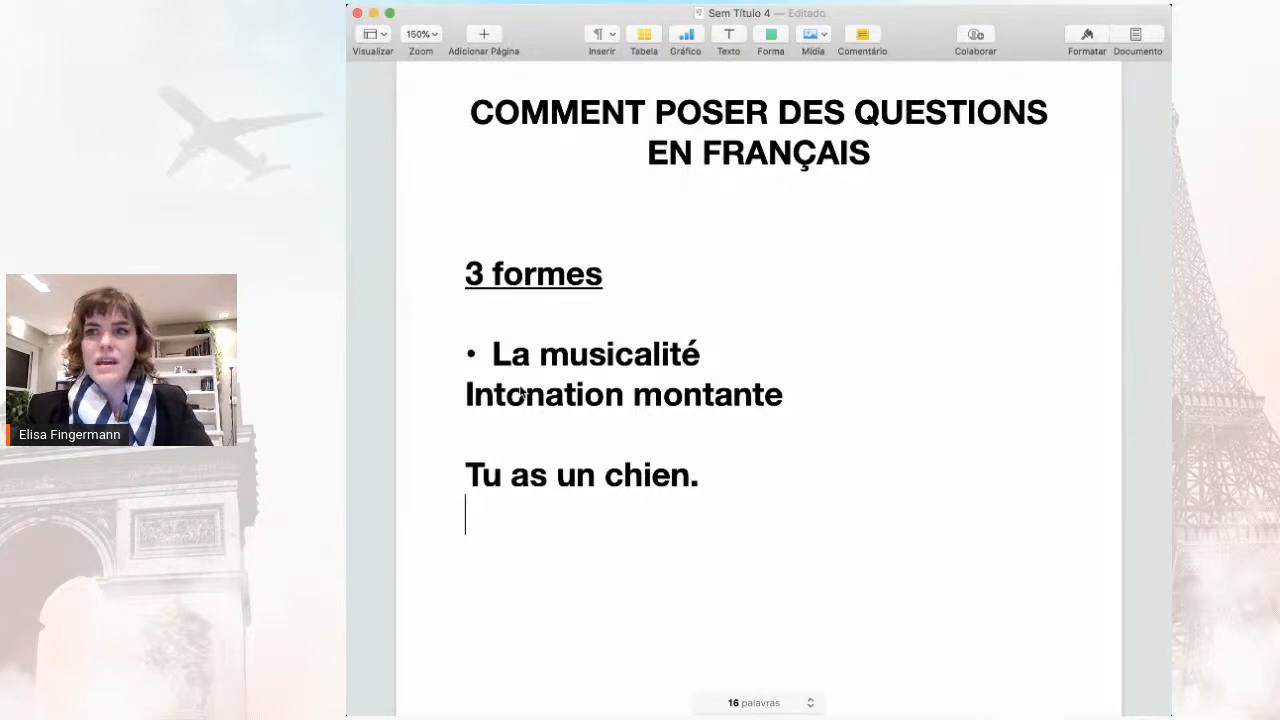 Sem Título 4 — Editado
150%
Visualizar Zoom Adicionar Página Inserir Tabela Gráfico Texto Forma Mídia Comentário Colaborar Formatar Documento
COMMENT POSER DES QUESTIONS
EN FRANÇAIS
3 formes
• La musicalité
Intonation montante
Tu as un chien.
Elisa Fingermann
16 palavras